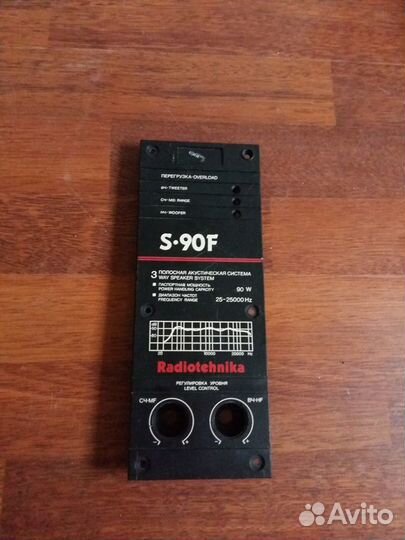 ПЕРЕГРУЗКА-OVERLOAD
ВЧ-TWEETER
СЧ-MID RANGE
НЧ-WOOFER
S•90F
3 ПОЛОСНАЯ АКУСТИЧЕСКАЯ СИСТЕМА
WAY SPEAKER SYSTEM
ПАСПОРТНАЯ МОЩНОСТЬ
POWER HANDLING CAPACITY 90 W
ДИАПАЗОН ЧАСТОТ
FREQUENCY RANGE 25-25000 Hz
dB
20 10000 20000 Hz
Radiotehnika
РЕГУЛИРОВКА УРОВНЯ
LEVEL CONTROL
СЧ-MF ВЧ-HF
- + - +
Avito